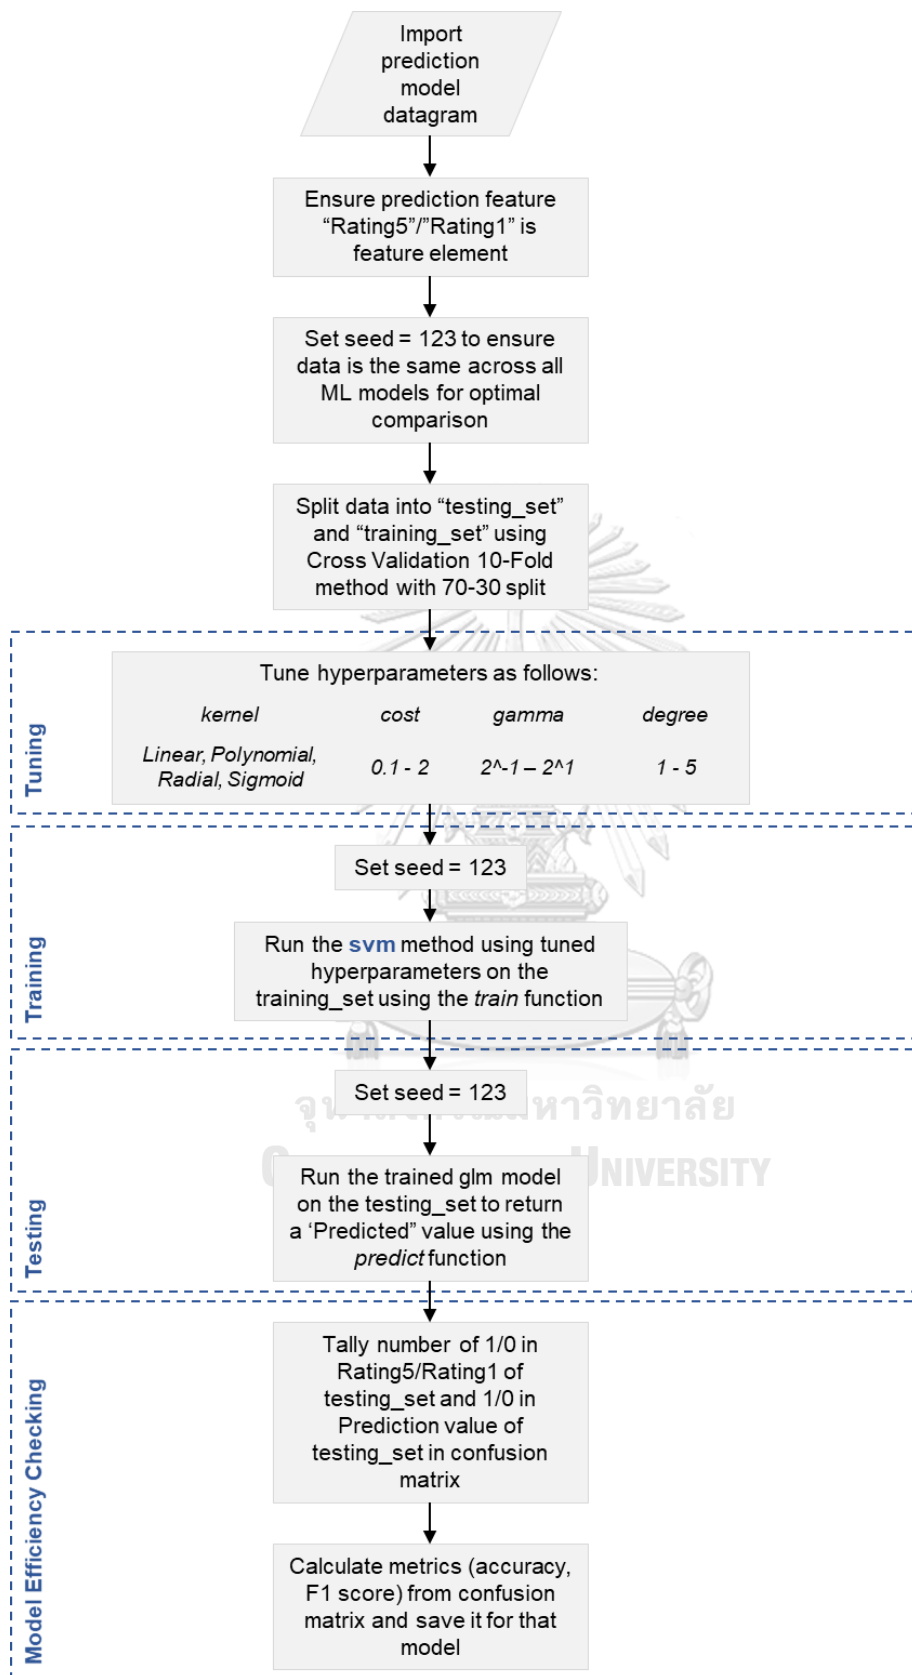 Import
prediction
model
datagram
Ensure prediction feature
“Rating5”/”Rating1” is
feature element
Set seed = 123 to ensure
data is the same across all
ML models for optimal
comparison
Split data into “testing_set”
and “training_set” using
Cross Validation 10-Fold
method with 70-30 split
Tuning
Tune hyperparameters as follows:
kernel cost gamma degree
Linear, Polynomial,
Radial, Sigmoid
0.1 - 2 2^-1 – 2^1 1 - 5
Training
Set seed = 123
Run the svm method using tuned
hyperparameters on the
training_set using the train function
Testing
Set seed = 123
Run the trained glm model
on the testing_set to return
a ‘Predicted” value using the
predict function
Model Efficiency Checking
Tally number of 1/0 in
Rating5/Rating1 of
testing_set and 1/0 in
Prediction value of
testing_set in confusion
matrix
Calculate metrics (accuracy,
F1 score) from confusion
matrix and save it for that
model
UNIVERSITY